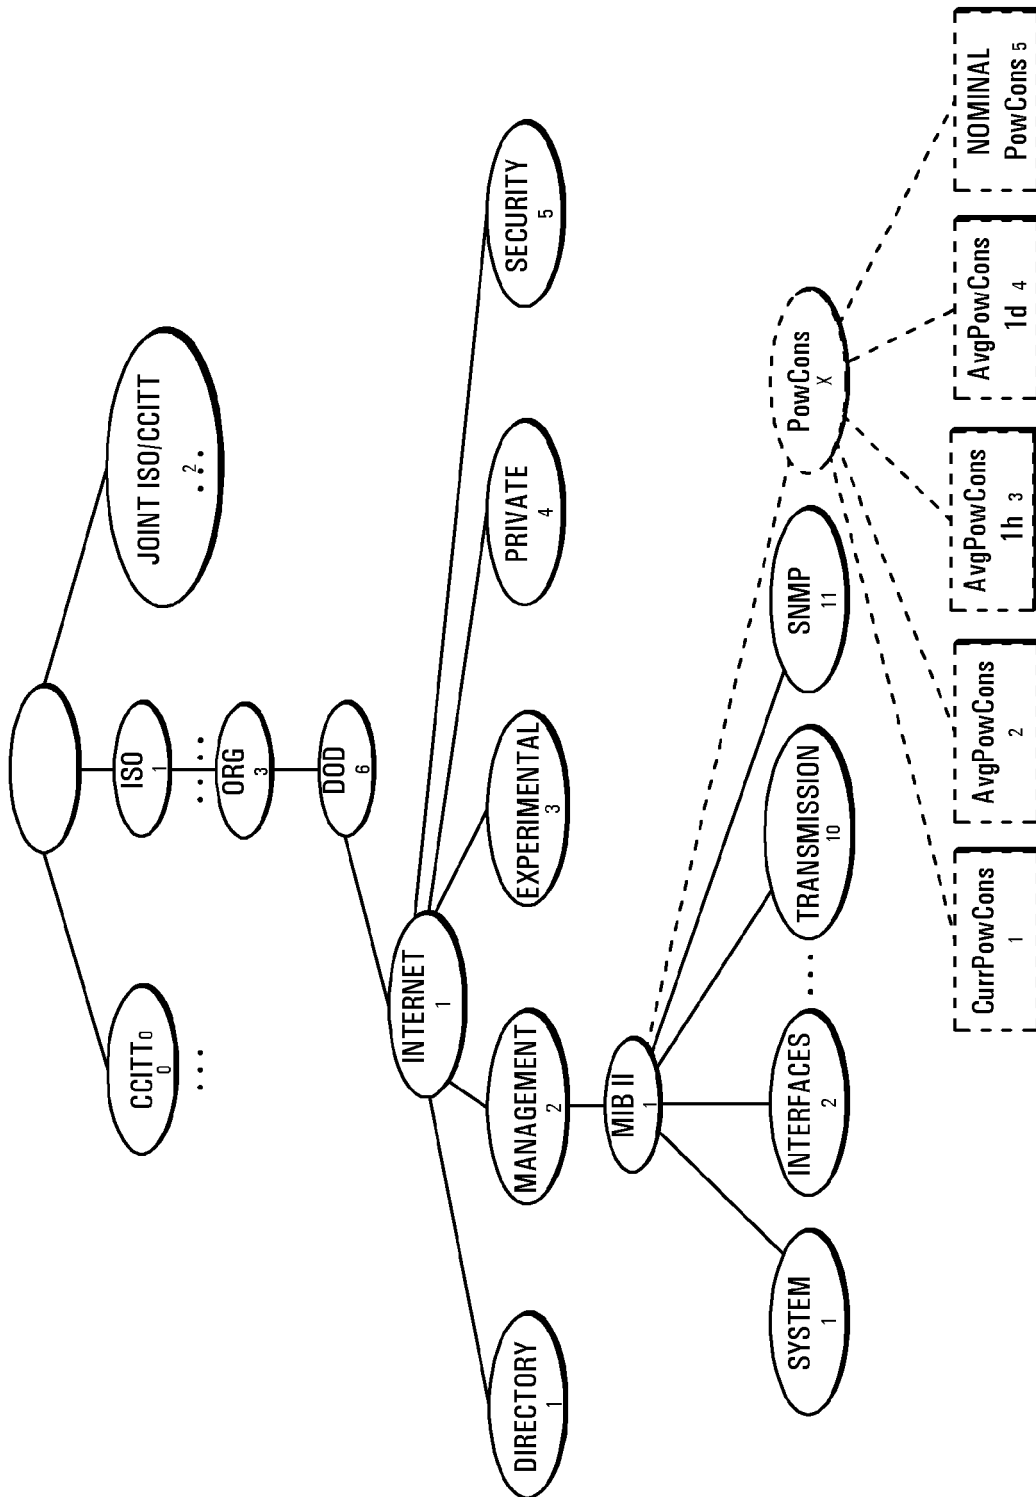 CCITT 0
0
...
ISO
1
....
JOINT ISO/CCITT
2
...
ORG
3
DOD
6
INTERNET
1
DIRECTORY
1
MANAGEMENT
2
EXPERIMENTAL
3
PRIVATE
4
SECURITY
5
MIB II
1
SYSTEM
1
INTERFACES
2
....
TRANSMISSION
10
SNMP
11
PowCons
X
CurrPowCons
1
AvgPowCons
2
AvgPowCons
1h 3
AvgPowCons
1d 4
NOMINAL
PowCons 5